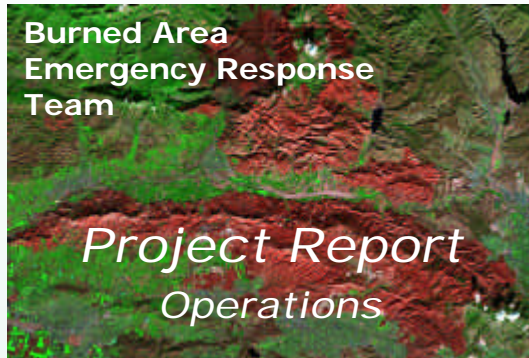 Burned Area
Emergency Response
Team
Project Report
Operations